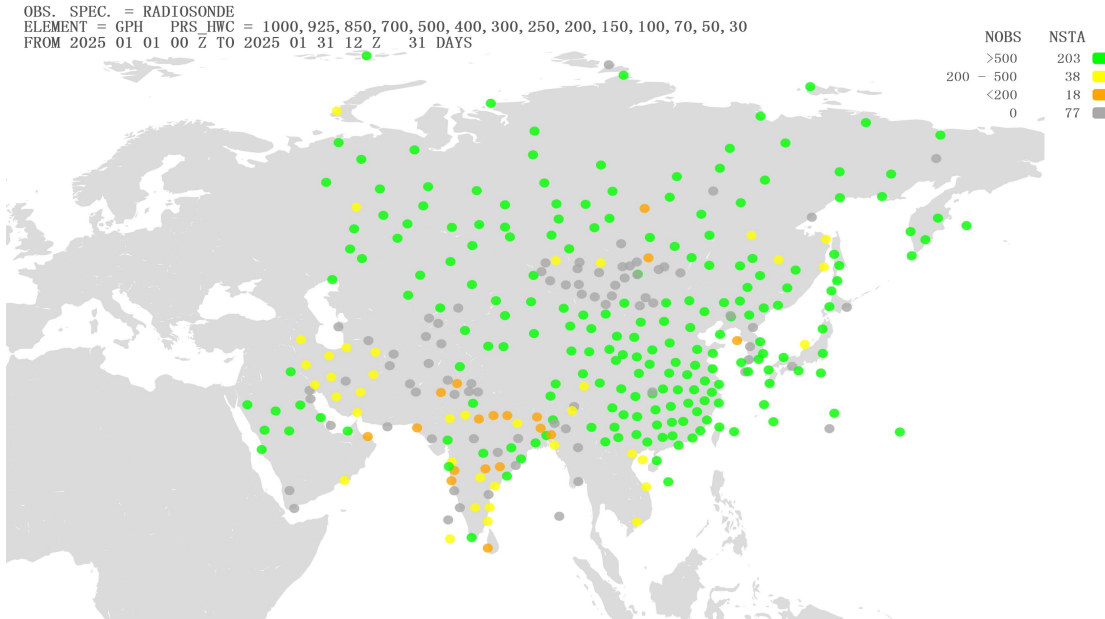 OBS. SPEC. = RADIOSONDE
ELEMENT = GPH PRS_HWC = 1000,925,850,700,500,400,300,250,200,150,100,70,50,30
FROM 2025 01 01 00 Z TO 2025 01 31 12 Z 31 DAYS
NOBS NSTA
>500 203
200 - 500 38
<200 18
0 77